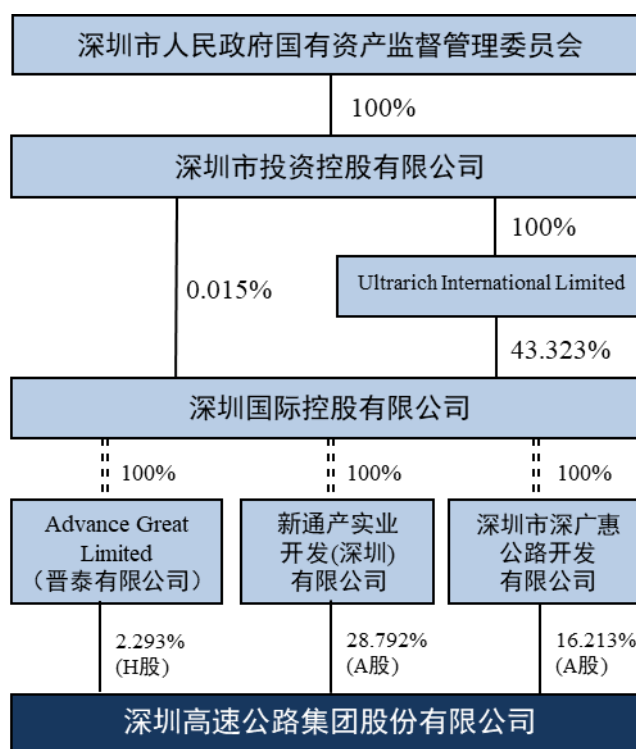 深圳市人民政府国有资产监督管理委员会
100%
深圳市投资控股有限公司
100%
0.015%
Ultrarich International Limited
43.323%
深圳国际控股有限公司
100%
100%
100%
Advance Great
Limited
（晋泰有限公司）
新通产实业
开发(深圳)
有限公司
深圳市深广惠
公路开发
有限公司
2.293%
(H股)
28.792%
(A股)
16.213%
(A股)
深圳高速公路集团股份有限公司